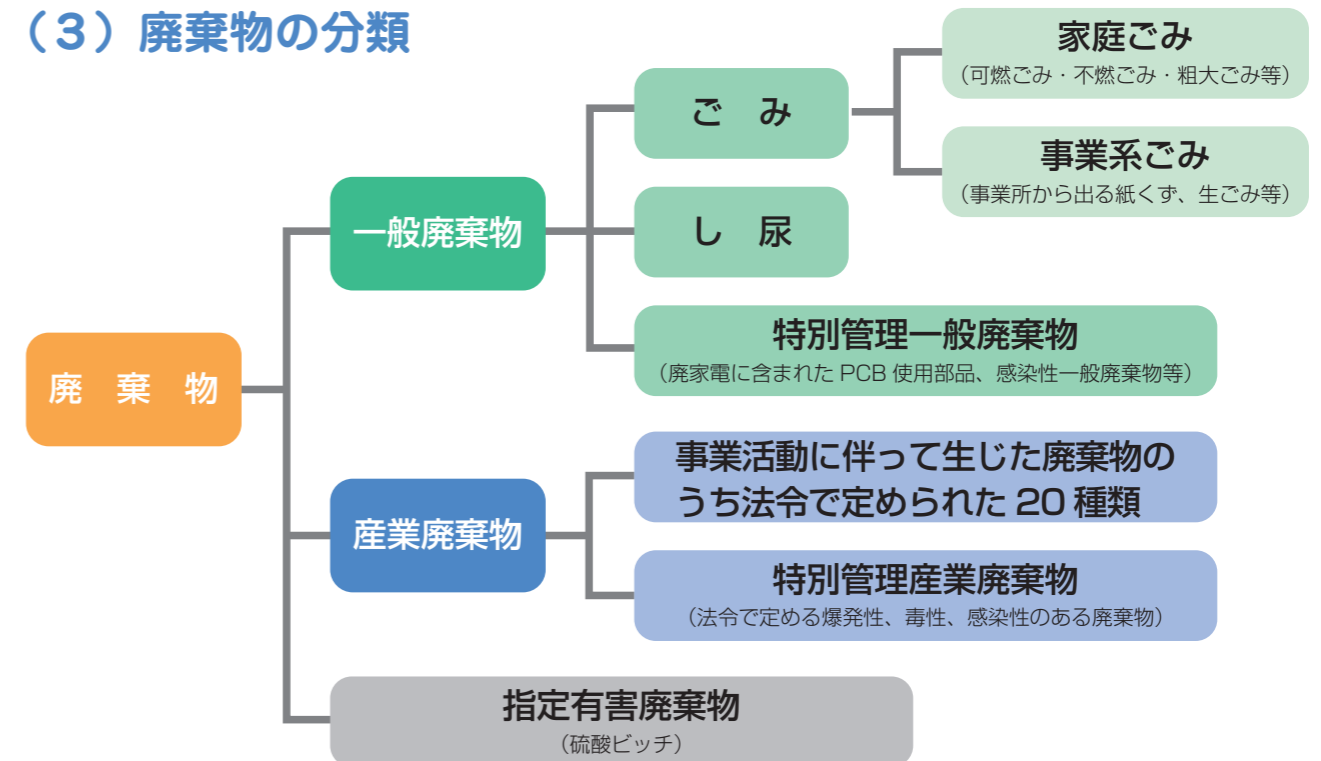 （３）廃棄物の分類
廃　棄　物
一般廃棄物
ご　み
家庭ごみ
（可燃ごみ・不燃ごみ・粗大ごみ等）
事業系ごみ
（事業所から出る紙くず、生ごみ等）
し　尿
特別管理一般廃棄物
（廃家電に含まれた PCB 使用部品、感染性一般廃棄物等）
産業廃棄物
事業活動に伴って生じた廃棄物の
うち法令で定められた 20 種類
特別管理産業廃棄物
（法令で定める爆発性、毒性、感染性のある廃棄物）
指定有害廃棄物
（硫酸ビッチ）